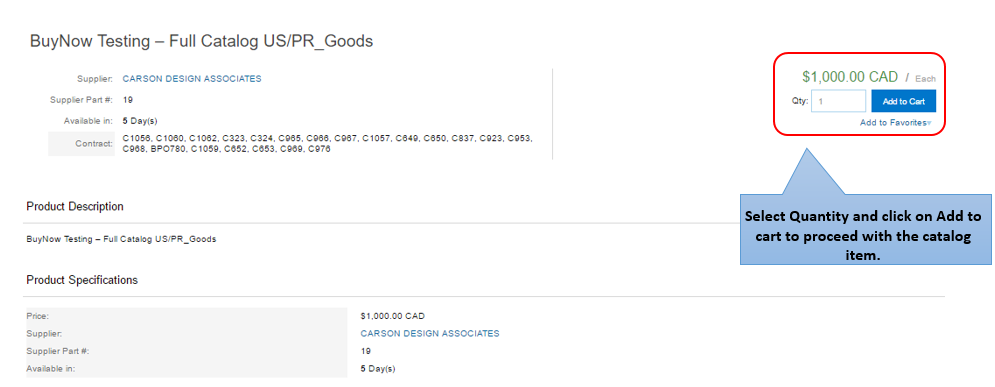 BuyNow Testing – Full Catalog US/PR_Goods
Supplier: CARSON DESIGN ASSOCIATES
Supplier Part #: 19
Available in: 5 Day(s)
Contract: C1056, C1060, C1062, C323, C324, C965, C966, C967, C1057, C649, C650, C837, C923, C953,
C968, BPO780, C1059, C652, C653, C969, C976
$1,000.00 CAD / Each
Qty: 1 Add to Cart
Add to Favorites
Select Quantity and click on Add to
cart to proceed with the catalog
item.
Product Description
BuyNow Testing – Full Catalog US/PR_Goods
Product Specifications
Price: $1,000.00 CAD
Supplier: CARSON DESIGN ASSOCIATES
Supplier Part #: 19
Available in: 5 Day(s)